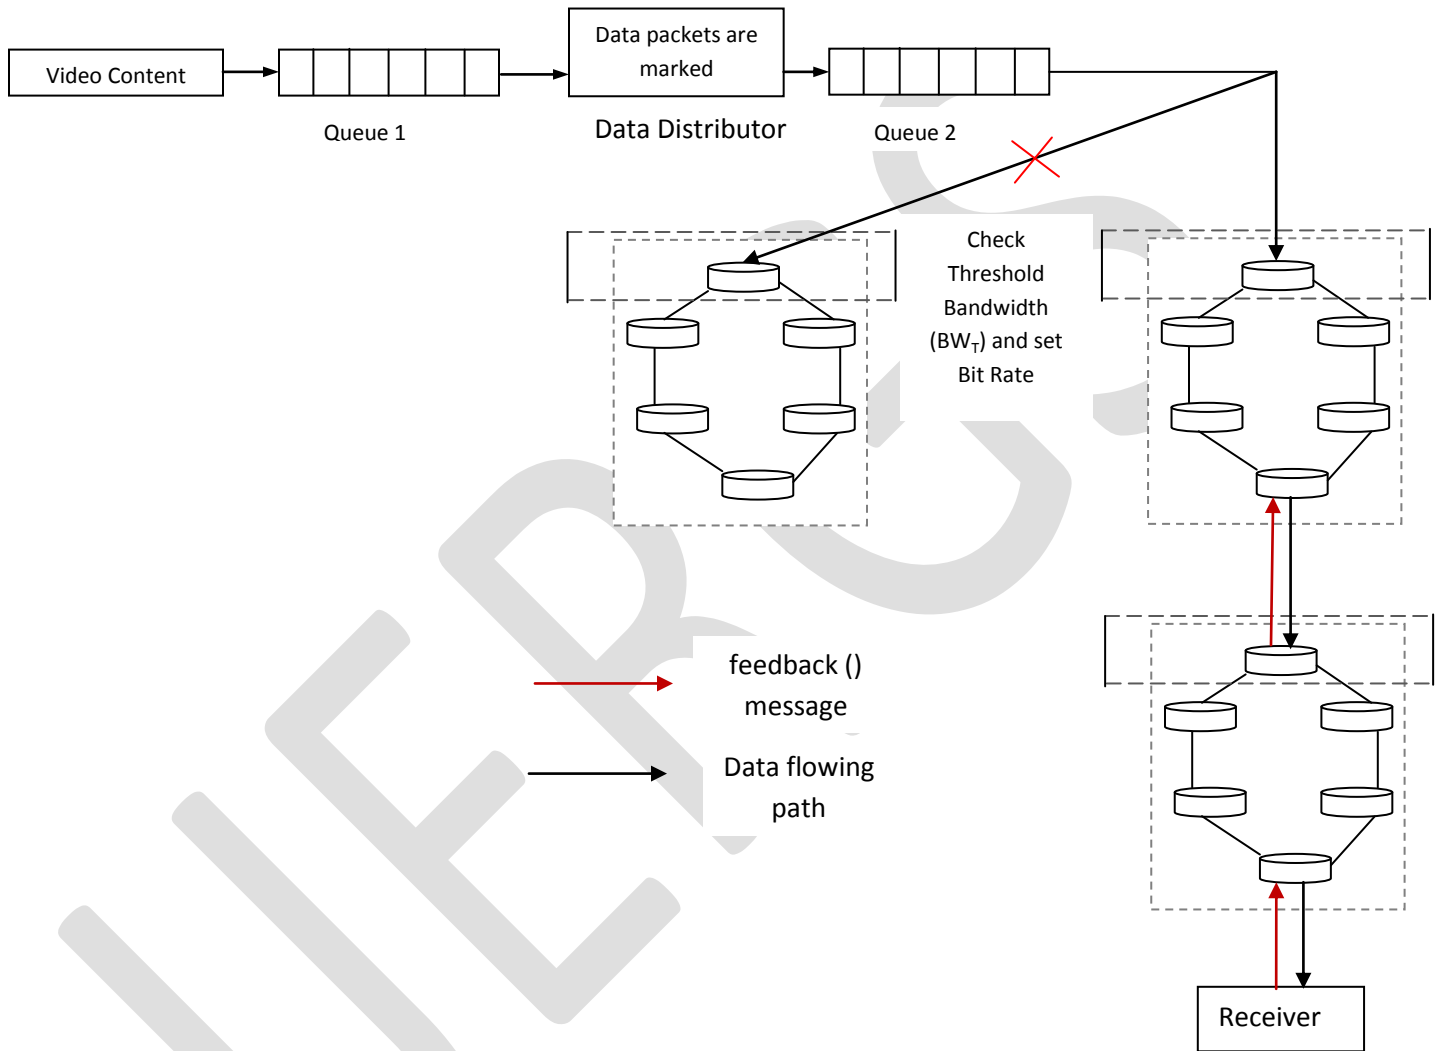 Video Content
Data packets are
marked
Queue 1
Data Distributor
Queue 2
Check
Threshold
Bandwidth
(BW_T) and set
Bit Rate
feedback ()
message
Data flowing
path
Receiver